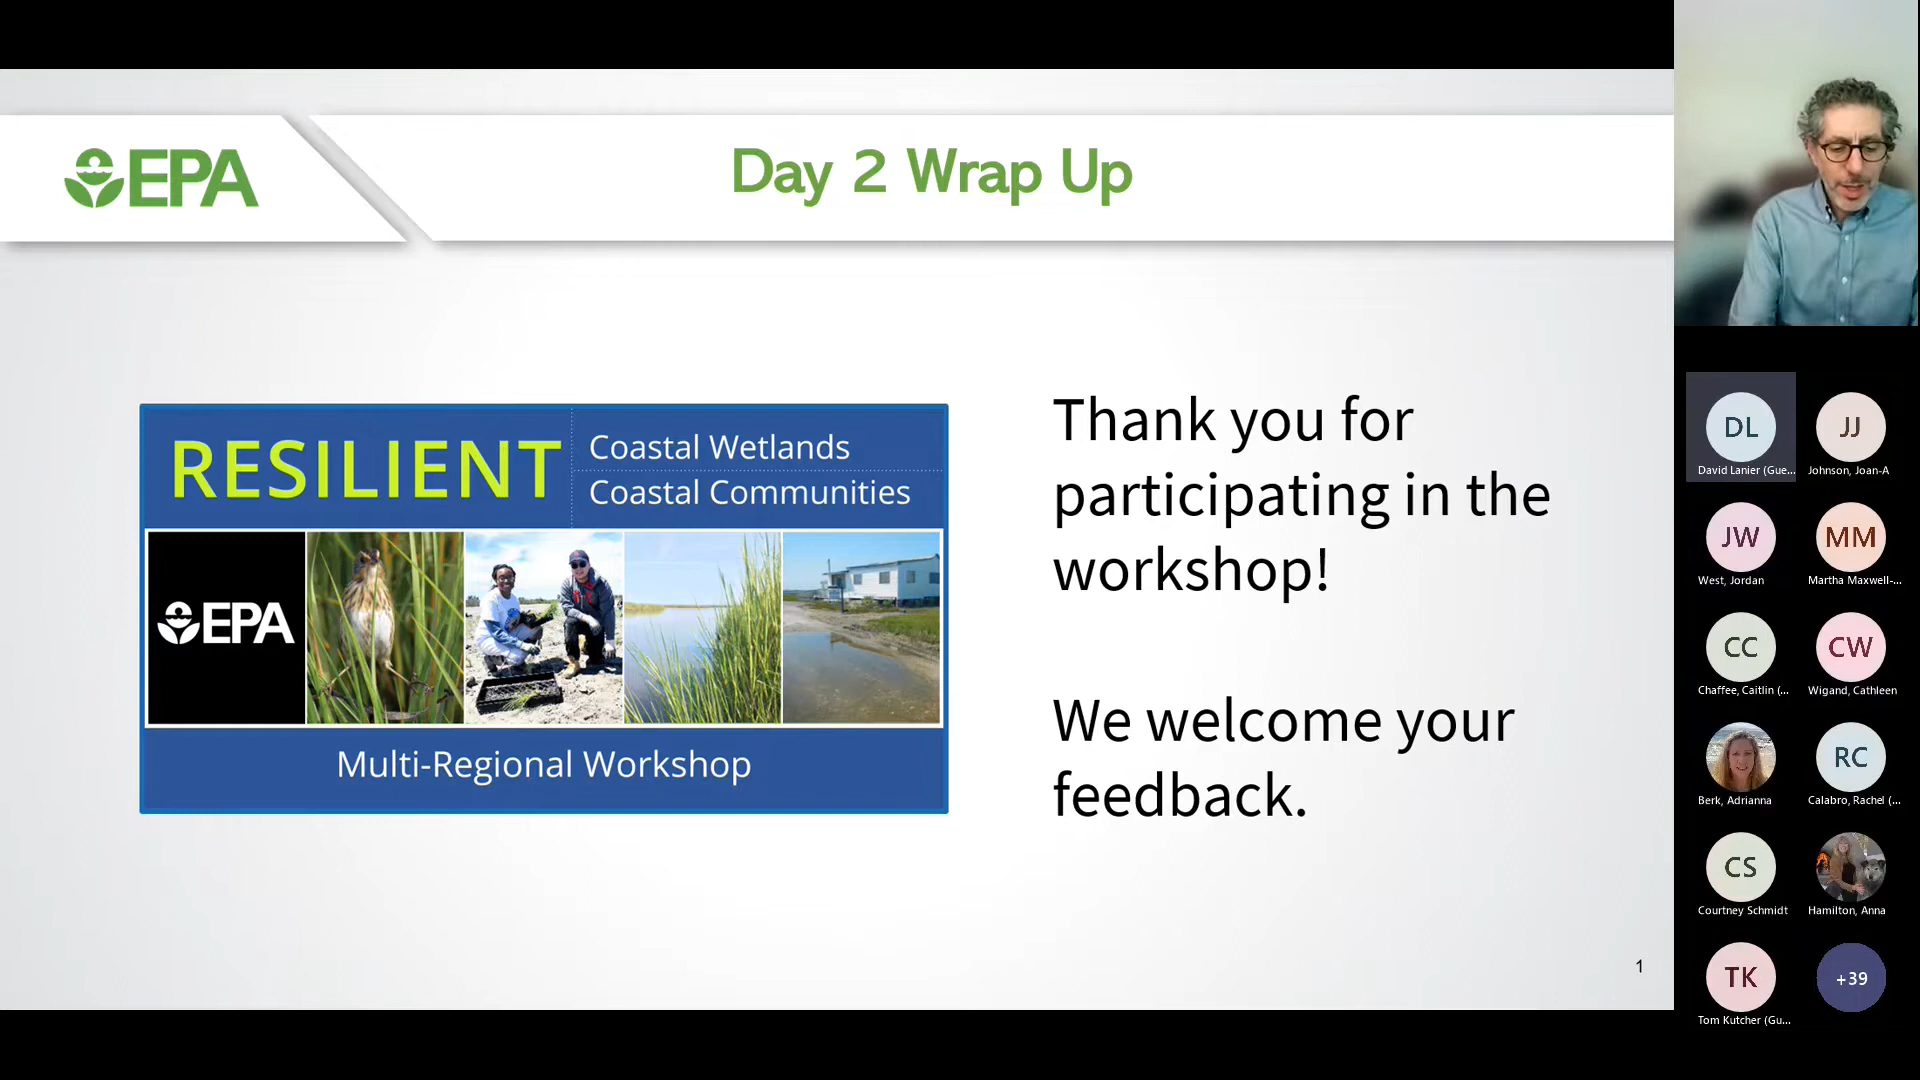 EPA
Day 2 Wrap Up
RESILIENT
Coastal Wetlands
Coastal Communities
EPA
Multi-Regional Workshop
Thank you for
participating in the
workshop!
We welcome your
feedback.
1
DL
David Lanier (Gue...
JJ
Johnson, Joan-A
JW
West, Jordan
MM
Martha Maxwell-...
CC
Chaffee, Caitlin (...
CW
Wigand, Cathleen
Berk, Adrianna
RC
Calabro, Rachel (...
CS
Courtney Schmidt
Hamilton, Anna
TK
Tom Kutcher (Gu...
+39